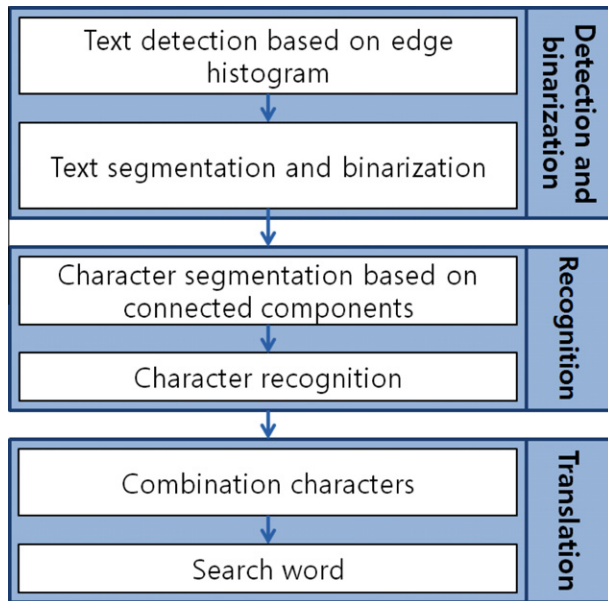 Text detection based on edge
histogram
Text segmentation and binarization
Detection and
binarization
Character segmentation based on
connected components
Character recognition
Recognition
Combination characters
Search word
Translation